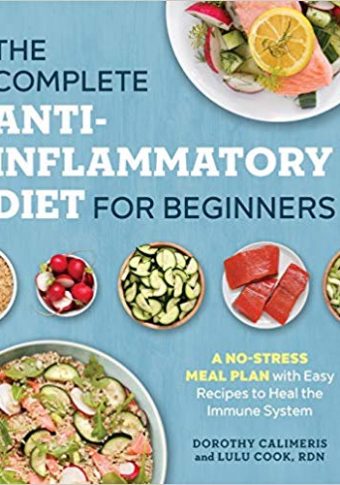 THE
COMPLETE
ANTI-
INFLAMMATORY
DIET FOR BEGINNERS
A NO-STRESS
MEAL PLAN with Easy
Recipes to Heal the
Immune System
DOROTHY CALIMERIS
and LULU COOK, RDN